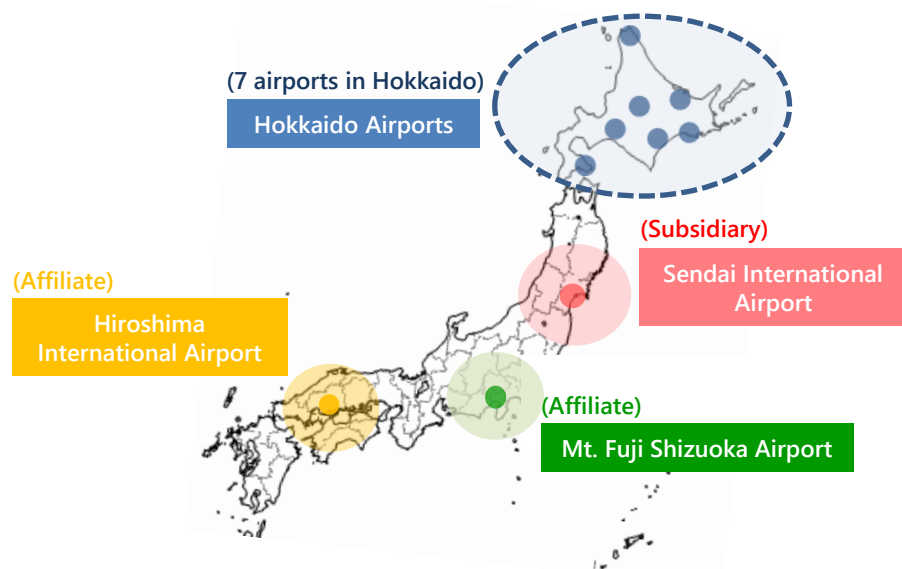 (7 airports in Hokkaido)
Hokkaido Airports
(Subsidiary)
Sendai International
Airport
(Affiliate)
Hiroshima
International Airport
(Affiliate)
Mt. Fuji Shizuoka Airport